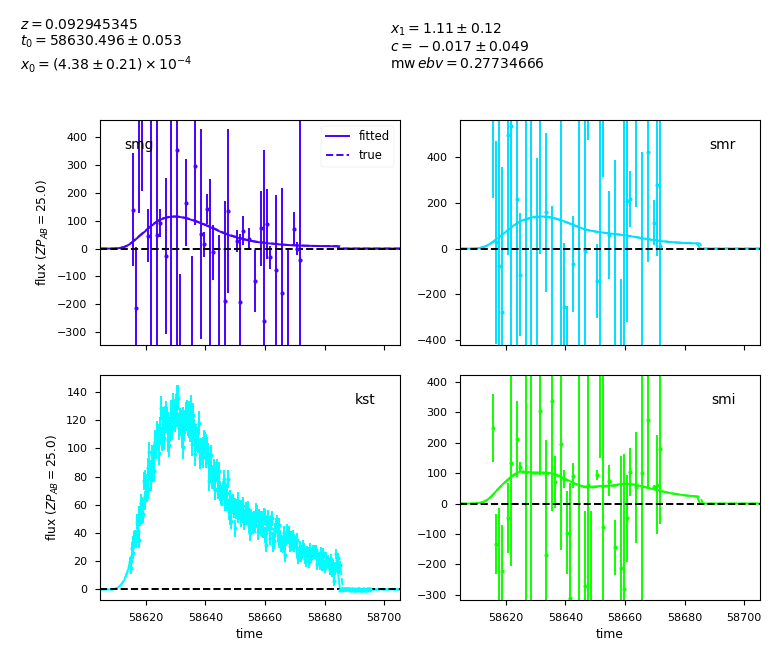 z = 0.092945345
t₀ = 58630.496 ± 0.053
x₀ = (4.38 ± 0.21) × 10⁻⁴
x₁ = 1.11 ± 0.12
c = −0.017 ± 0.049
mw ebv = 0.27734666
smg
fitted
true
400
300
200
100
0
−100
−200
−300
flux (ZP_AB = 25.0)
smr
400
200
0
−200
−400
kst
140
120
100
80
60
40
20
0
flux (ZP_AB = 25.0)
58620 58640 58660 58680 58700
time
smi
400
300
200
100
0
−100
−200
−300
58620 58640 58660 58680 58700
time